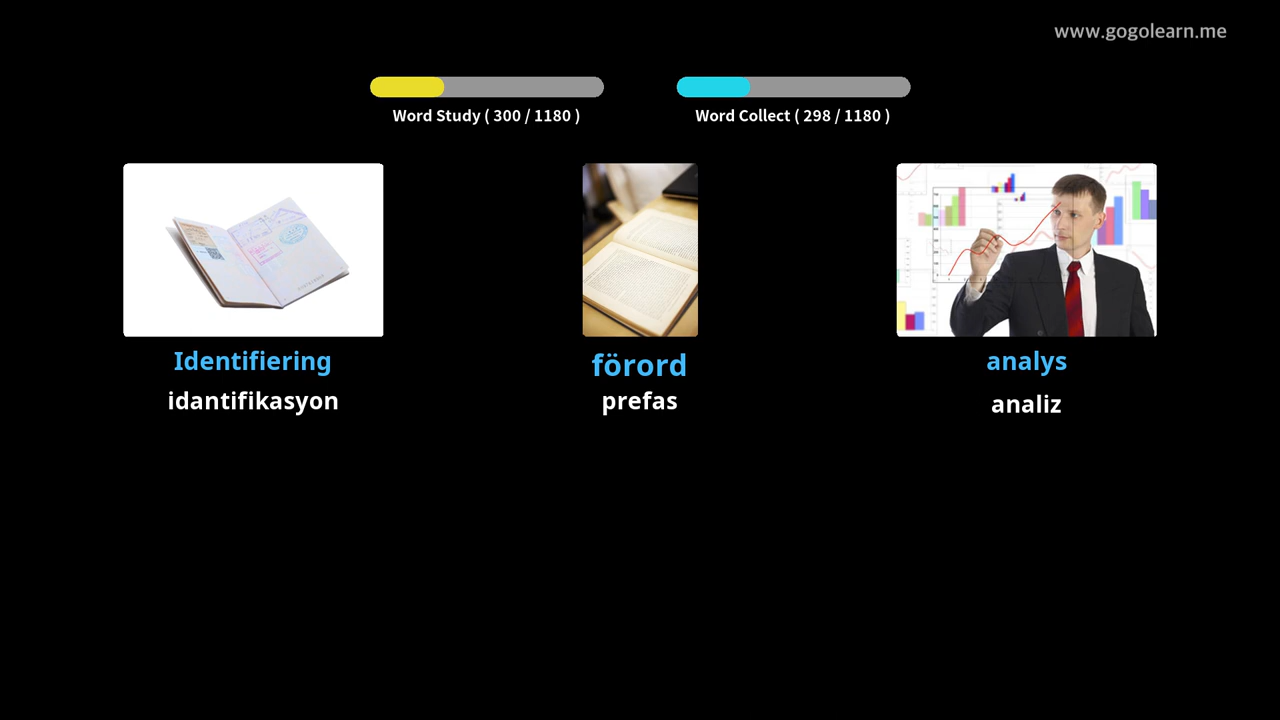 www.gogolearn.me
Word Study ( 300 / 1180 )
Word Collect ( 298 / 1180 )
Identifiering
idantifikasyon
förord
prefas
analys
analiz